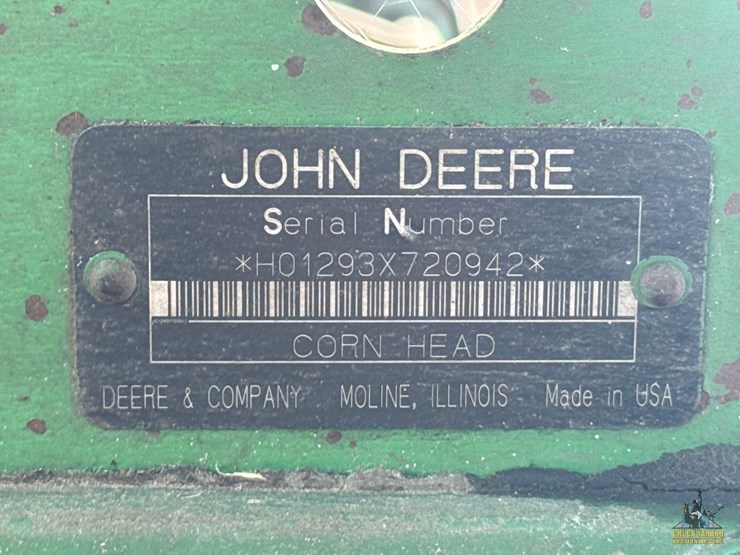 JOHN DEERE
Serial Number
*H01293X720942*
CORN HEAD
DEERE & COMPANY MOLINE, ILLINOIS Made in USA